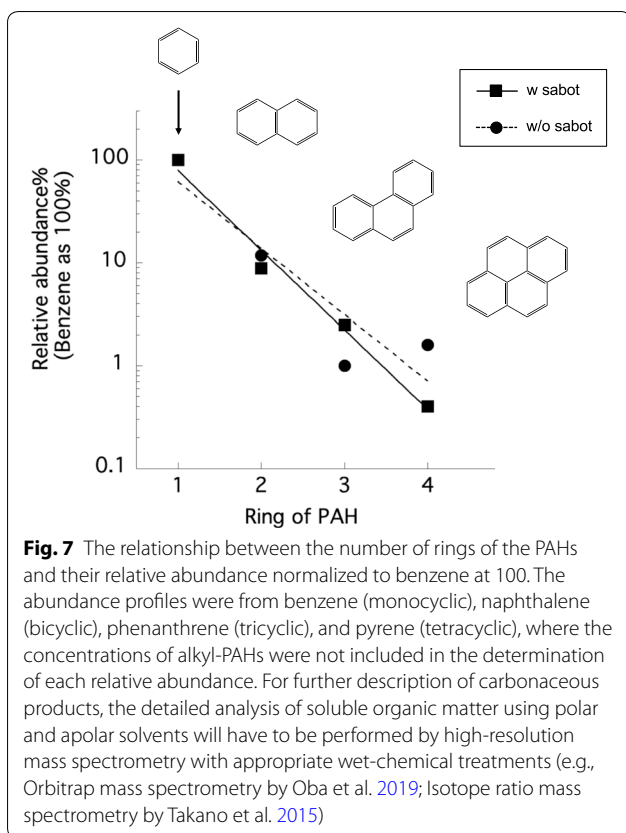 w sabot
w/o sabot
Relative abundance%
(Benzene as 100%)
100
10
1
0.1
1 2 3 4
Ring of PAH
Fig. 7 The relationship between the number of rings of the PAHs
and their relative abundance normalized to benzene at 100. The
abundance profiles were from benzene (monocyclic), naphthalene
(bicyclic), phenanthrene (tricyclic), and pyrene (tetracyclic), where the
concentrations of alkyl-PAHs were not included in the determination
of each relative abundance. For further description of carbonaceous
products, the detailed analysis of soluble organic matter using polar
and apolar solvents will have to be performed by high-resolution
mass spectrometry with appropriate wet-chemical treatments (e.g.,
Orbitrap mass spectrometry by Oba et al. 2019; Isotope ratio mass
spectrometry by Takano et al. 2015)